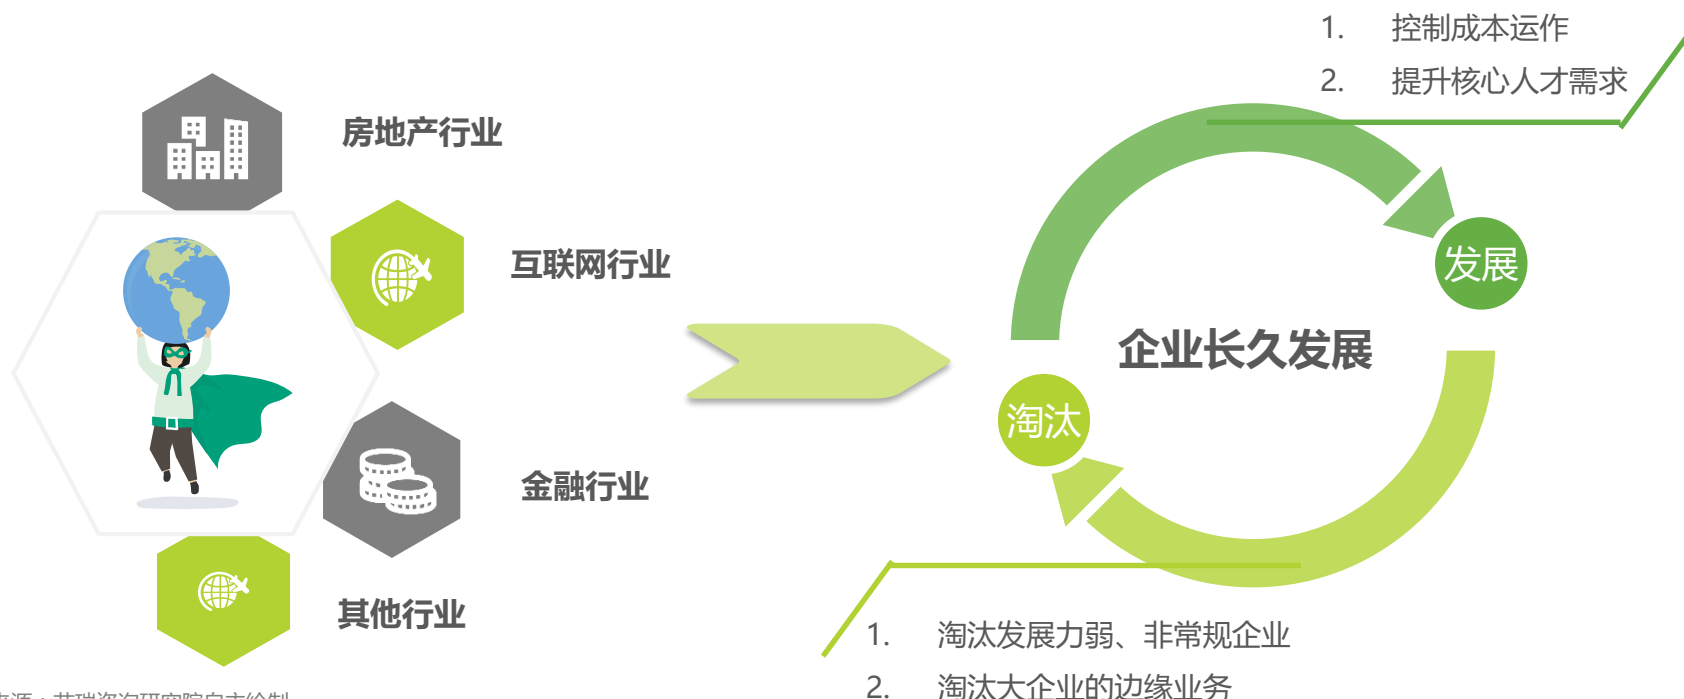 房地产行业
互联网行业
金融行业
其他行业
1. 控制成本运作
2. 提升核心人才需求
发展
企业长久发展
淘汰
1. 淘汰发展力弱、非常规企业
2. 淘汰大企业的边缘业务